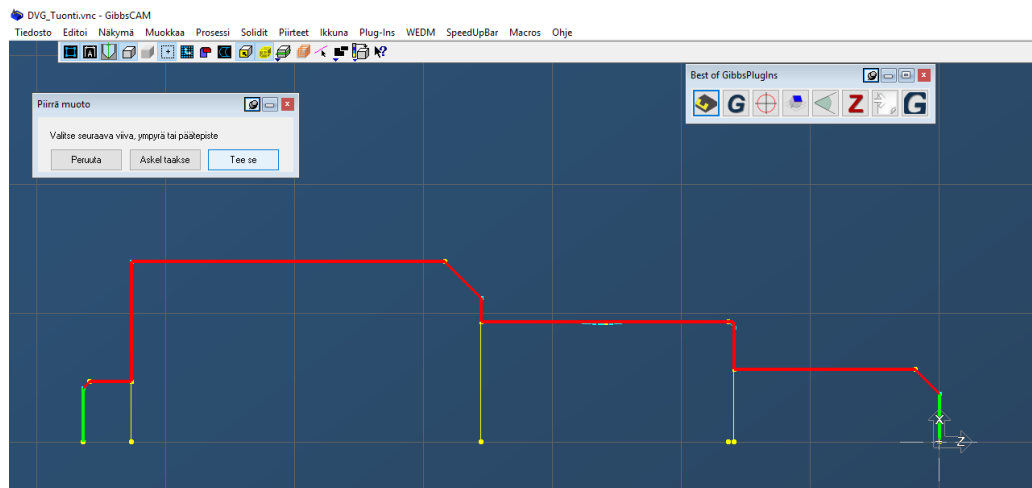 DVG_Tuonti.vnc - GibbsCAM
Tiedosto Editoi Näkymä Muokkaa Prosessi Solidit Piirteet Ikkuna Plug-Ins WEDM SpeedUpBar Macros Ohje
Best of GibbsPlugIns
G Z G
Piirrä muoto
Valitse seuraava viiva, ympyrä tai päätepiste
Peruuta Askel taakse Tee se
X
Z